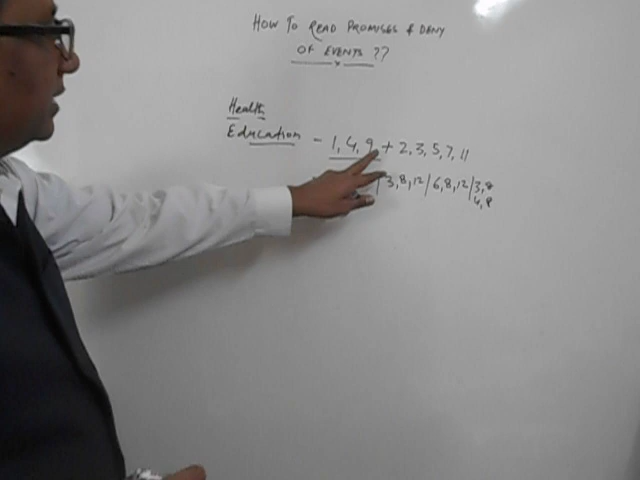 HOW TO READ PROMISES & DENY
OF EVENTS ??
Health
Education - 1, 4, 9, + 2, 3, 5, 7, 11
3, 8, 12 / 6, 8, 12 / 3, 8
4, 8